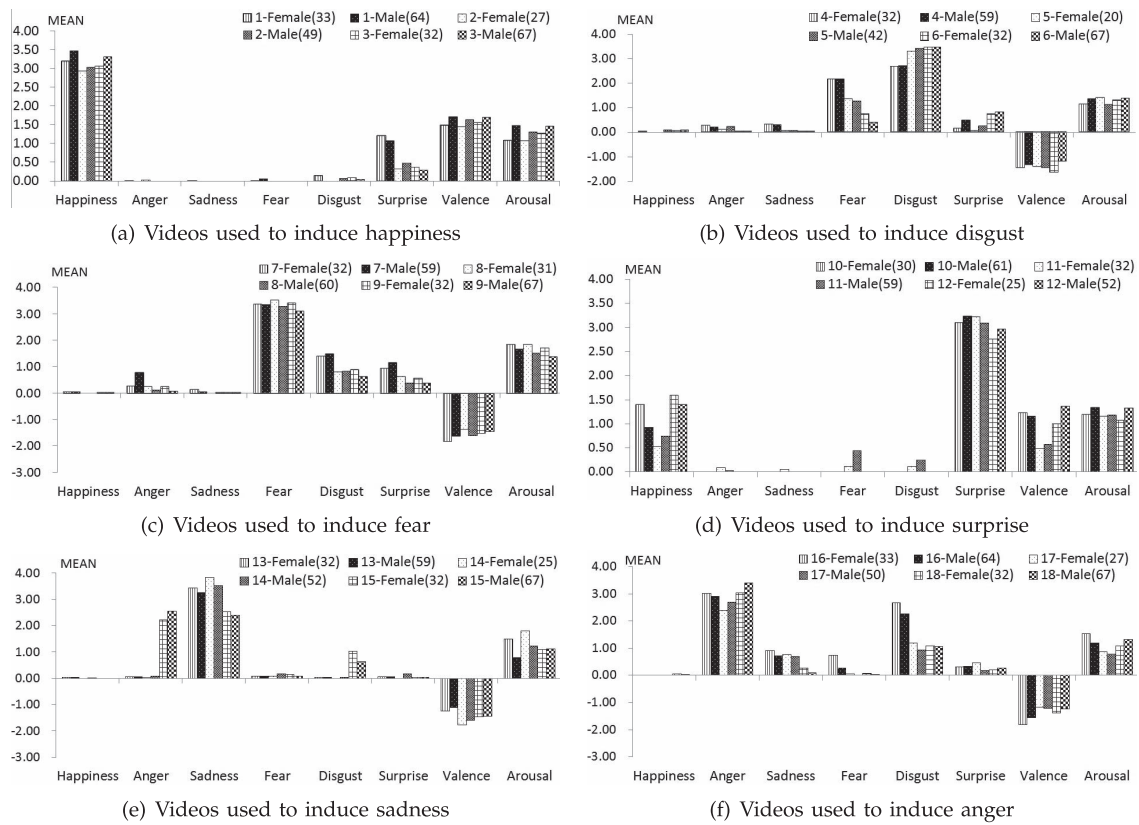 MEAN
1-Female(33) 1-Male(64) 2-Female(27)
2-Male(49) 3-Female(32) 3-Male(67)
4.00
3.50
3.00
2.50
2.00
1.50
1.00
0.50
0.00
Happiness Anger Sadness Fear Disgust Surprise Valence Arousal
(a) Videos used to induce happiness
MEAN
4-Female(32) 4-Male(59) 5-Female(20)
5-Male(42) 6-Female(32) 6-Male(67)
4.00
3.00
2.00
1.00
0.00
-1.00
-2.00
Happiness Anger Sadness Fear Disgust Surprise Valence Arousal
(b) Videos used to induce disgust
MEAN
7-Female(32) 7-Male(59) 8-Female(31)
8-Male(60) 9-Female(32) 9-Male(67)
4.00
3.00
2.00
1.00
0.00
-1.00
-2.00
-3.00
Happiness Anger Sadness Fear Disgust Surprise Valence Arousal
(c) Videos used to induce fear
MEAN
10-Female(30) 10-Male(61) 11-Female(32)
11-Male(59) 12-Female(25) 12-Male(52)
4.00
3.50
3.00
2.50
2.00
1.50
1.00
0.50
0.00
Happiness Anger Sadness Fear Disgust Surprise Valence Arousal
(d) Videos used to induce surprise
MEAN
13-Female(32) 13-Male(59) 14-Female(25)
14-Male(52) 15-Female(32) 15-Male(67)
4.00
3.00
2.00
1.00
0.00
-1.00
-2.00
-3.00
Happiness Anger Sadness Fear Disgust Surprise Valence Arousal
(e) Videos used to induce sadness
MEAN
16-Female(33) 16-Male(64) 17-Female(27)
17-Male(50) 18-Female(32) 18-Male(67)
4.00
3.00
2.00
1.00
0.00
-1.00
-2.00
-3.00
Happiness Anger Sadness Fear Disgust Surprise Valence Arousal
(f) Videos used to induce anger